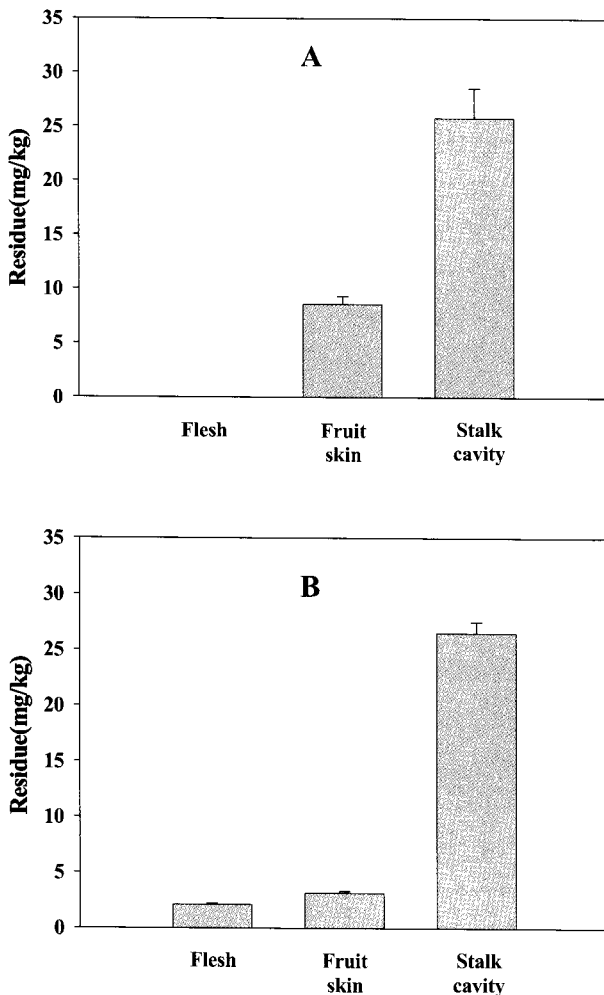 35
A
30
25
20
15
10
5
0
Residue(mg/kg)
Flesh
Fruit
skin
Stalk
cavity
35
B
30
25
20
15
10
5
0
Residue(mg/kg)
Flesh
Fruit
skin
Stalk
cavity